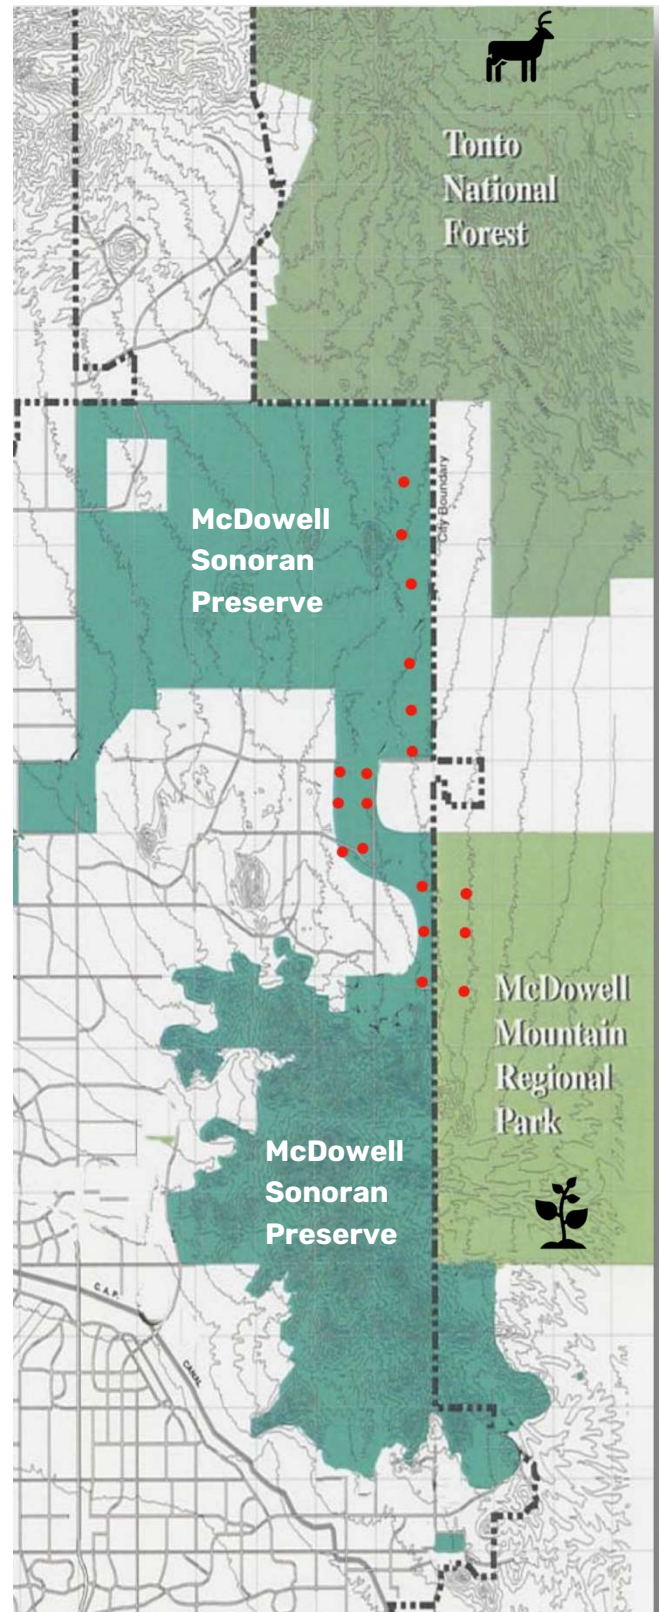 Tonto
National
Forest
City Boundary
McDowell
Sonoran
Preserve
McDowell
Mountain
Regional
Park
McDowell
Sonoran
Preserve
C.A.P.
CANAL